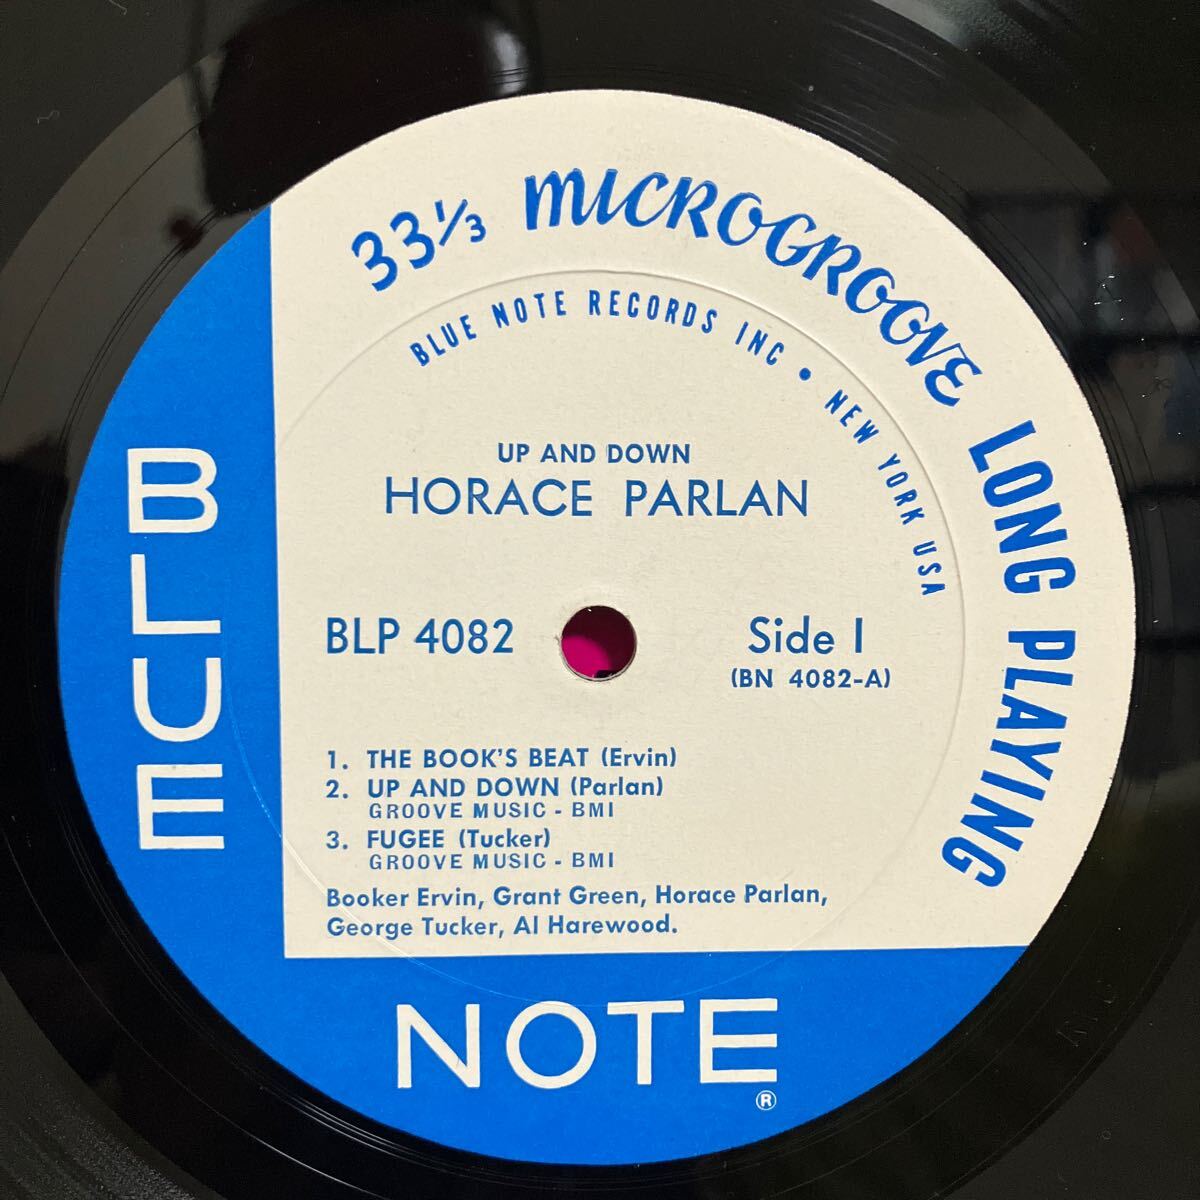 33⅓ MICROGROOVE LONG PLAYING
BLUE NOTE RECORDS INC • NEW YORK USA
UP AND DOWN
HORACE PARLAN
BLP 4082
Side 1
(BN 4082-A)
1. THE BOOK'S BEAT (Ervin)
2. UP AND DOWN (Parlan)
GROOVE MUSIC - BMI
3. FUGEE (Tucker)
GROOVE MUSIC - BMI
Booker Ervin, Grant Green, Horace Parlan,
George Tucker, Al Harewood.
BLUE
NOTE
®